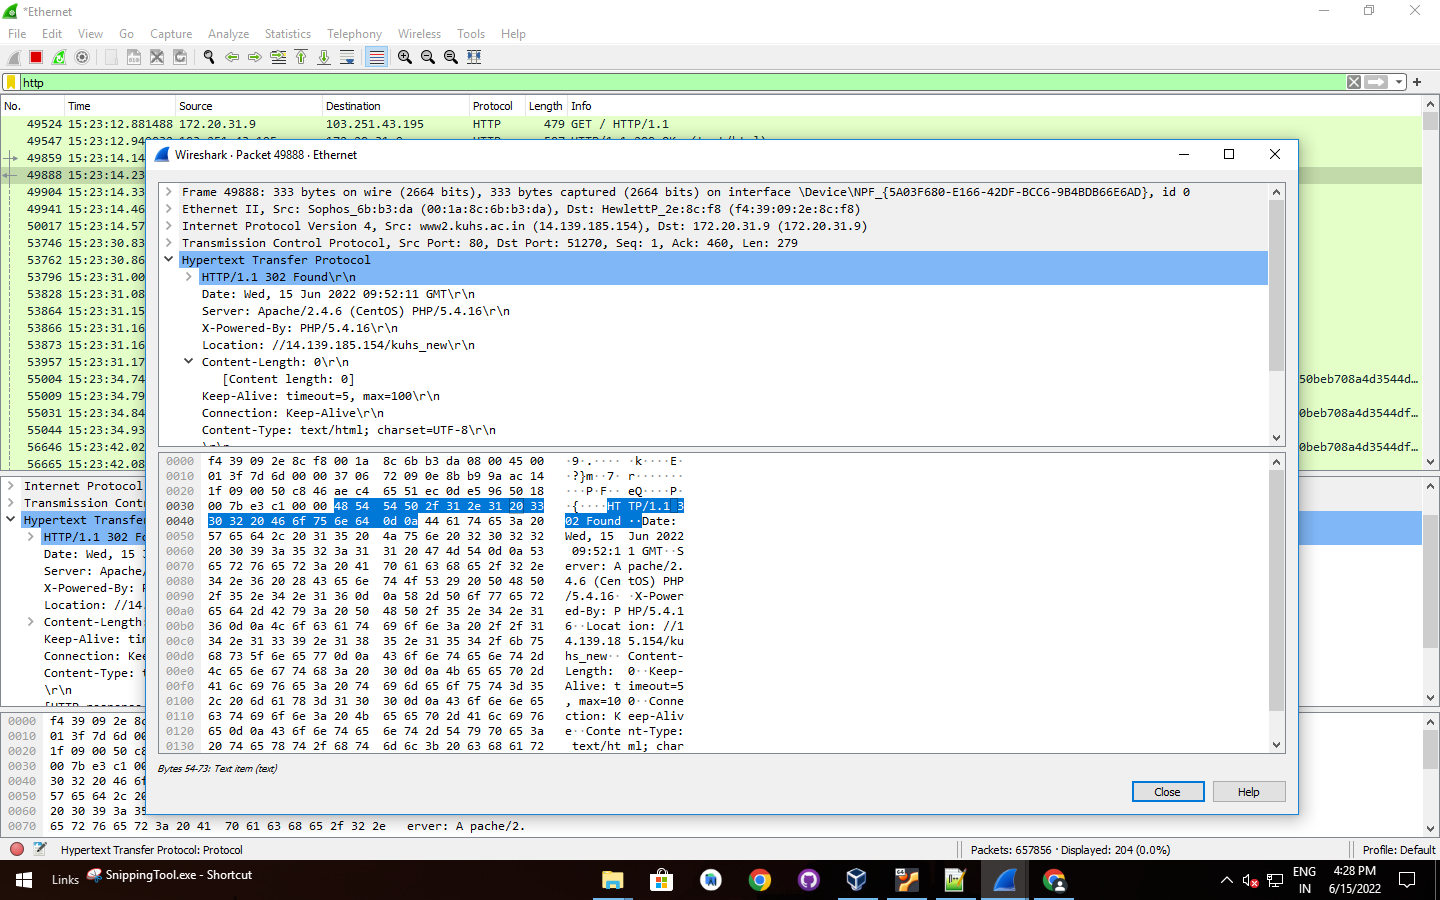 *Ethernet
File Edit View Go Capture Analyze Statistics Telephony Wireless Tools Help
http
No. Time Source Destination Protocol Length Info
49524 15:23:12.881488 172.20.31.9 103.251.43.195 HTTP 479 GET / HTTP/1.1
49547 15:23:12.94
49859 15:23:14.14
49888 15:23:14.23
49904 15:23:14.33
49941 15:23:14.46
50017 15:23:14.57
53746 15:23:30.83
53762 15:23:30.86
53796 15:23:31.00
53828 15:23:31.08
53864 15:23:31.15
53866 15:23:31.16
53873 15:23:31.16
53957 15:23:31.17
55004 15:23:34.74 50beb708a4d3544d…
55009 15:23:34.79
55031 15:23:34.84 0beb708a4d3544df…
55044 15:23:34.93
56646 15:23:42.02 0beb708a4d3544df…
56665 15:23:42.08
Wireshark · Packet 49888 · Ethernet
Frame 49888: 333 bytes on wire (2664 bits), 333 bytes captured (2664 bits) on interface \Device\NPF_{5A03F680-E166-42DF-BCC6-9B4BDB66E6AD}, id 0
Ethernet II, Src: Sophos_6b:b3:da (00:1a:8c:6b:b3:da), Dst: HewlettP_2e:8c:f8 (f4:39:09:2e:8c:f8)
Internet Protocol Version 4, Src: www2.kuhs.ac.in (14.139.185.154), Dst: 172.20.31.9 (172.20.31.9)
Transmission Control Protocol, Src Port: 80, Dst Port: 51270, Seq: 1, Ack: 460, Len: 279
Hypertext Transfer Protocol
HTTP/1.1 302 Found\r\n
Date: Wed, 15 Jun 2022 09:52:11 GMT\r\n
Server: Apache/2.4.6 (CentOS) PHP/5.4.16\r\n
X-Powered-By: PHP/5.4.16\r\n
Location: //14.139.185.154/kuhs_new\r\n
Content-Length: 0\r\n
[Content length: 0]
Keep-Alive: timeout=5, max=100\r\n
Connection: Keep-Alive\r\n
Content-Type: text/html; charset=UTF-8\r\n
0000 f4 39 09 2e 8c f8 00 1a 8c 6b b3 da 08 00 45 00 ·9·.···· ·k····E·
0010 01 3f 7d 6d 00 00 37 06 72 09 0e 8b b9 9a ac 14 ·?}m··7· r·······
0020 1f 09 00 50 c8 46 ae c4 65 51 ec 0d e5 96 50 18 ···P·F·· eQ····P·
0030 00 7b e3 c1 00 00 48 54 54 50 2f 31 2e 31 20 33 ·{····HT TP/1.1 3
0040 30 32 20 46 6f 75 6e 64 0d 0a 44 61 74 65 3a 20 02 Found ··Date:
0050 57 65 64 2c 20 31 35 20 4a 75 6e 20 32 30 32 32 Wed, 15 Jun 2022
0060 20 30 39 3a 35 32 3a 31 31 20 47 4d 54 0d 0a 53 09:52:1 1 GMT··S
0070 65 72 76 65 72 3a 20 41 70 61 63 68 65 2f 32 2e erver: A pache/2.
0080 34 2e 36 20 28 43 65 6e 74 4f 53 29 20 50 48 50 4.6 (Cen tOS) PHP
0090 2f 35 2e 34 2e 31 36 0d 0a 58 2d 50 6f 77 65 72 /5.4.16· ·X-Power
00a0 65 64 2d 42 79 3a 20 50 48 50 2f 35 2e 34 2e 31 ed-By: P HP/5.4.1
00b0 36 0d 0a 4c 6f 63 61 74 69 6f 6e 3a 20 2f 2f 31 6··Locat ion: //1
00c0 34 2e 31 33 39 2e 31 38 35 2e 31 35 34 2f 6b 75 4.139.18 5.154/ku
00d0 68 73 5f 6e 65 77 0d 0a 43 6f 6e 74 65 6e 74 2d hs_new·· Content-
00e0 4c 65 6e 67 74 68 3a 20 30 0d 0a 4b 65 65 70 2d Length: 0··Keep-
00f0 41 6c 69 76 65 3a 20 74 69 6d 65 6f 75 74 3d 35 Alive: t imeout=5
0100 2c 20 6d 61 78 3d 31 30 30 0d 0a 43 6f 6e 6e 65 , max=10 0··Conne
0110 63 74 69 6f 6e 3a 20 4b 65 65 70 2d 41 6c 69 76 ction: K eep-Aliv
0120 65 0d 0a 43 6f 6e 74 65 6e 74 2d 54 79 70 65 3a e··Conte nt-Type:
0130 20 74 65 78 74 2f 68 74 6d 6c 3b 20 63 68 61 72 text/ht ml; char
Bytes 54-73: Text item (text)
Close Help
Internet Protocol
Transmission Cont
Hypertext Transfe
HTTP/1.1 302 Fo
Date: Wed, 15 J
Server: Apache/
X-Powered-By: P
Location: //14.
Content-Length:
Keep-Alive: tim
Connection: Kee
Content-Type: t
\r\n
0000 f4 39 09 2e 8c
0010 01 3f 7d 6d 00
0020 1f 09 00 50 c8
0030 00 7b e3 c1 00
0040 30 32 20 46 6f
0050 57 65 64 2c 20
0060 20 30 39 3a 35
0070 65 72 76 65 72 3a 20 41 70 61 63 68 65 2f 32 2e erver: A pache/2.
Hypertext Transfer Protocol: Protocol Packets: 657856 · Displayed: 204 (0.0%) Profile: Default
Links SnippingTool.exe - Shortcut
ENG
IN
4:28 PM
6/15/2022